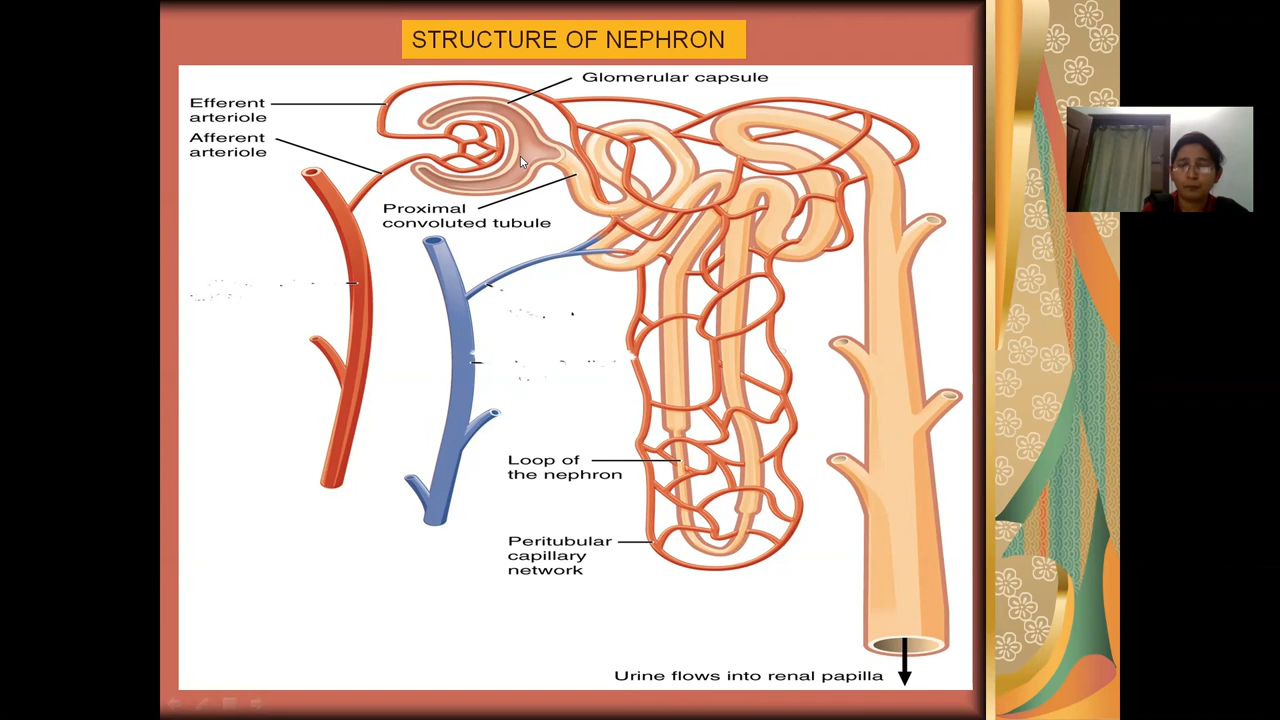 STRUCTURE OF NEPHRON
Glomerular capsule
Efferent
arteriole
Afferent
arteriole
Proximal
convoluted tubule
Loop of
the nephron
Peritubular
capillary
network
Urine flows into renal papilla